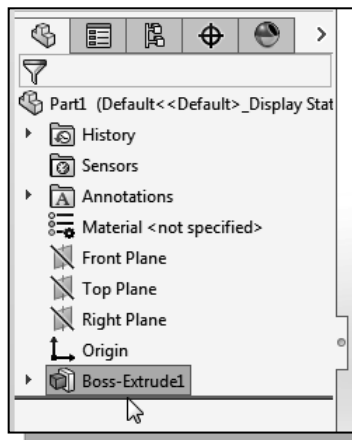 Part1 (Default<<Default>_Display Stat
History
Sensors
A Annotations
Material <not specified>
Front Plane
Top Plane
Right Plane
Origin
Boss-Extrude1